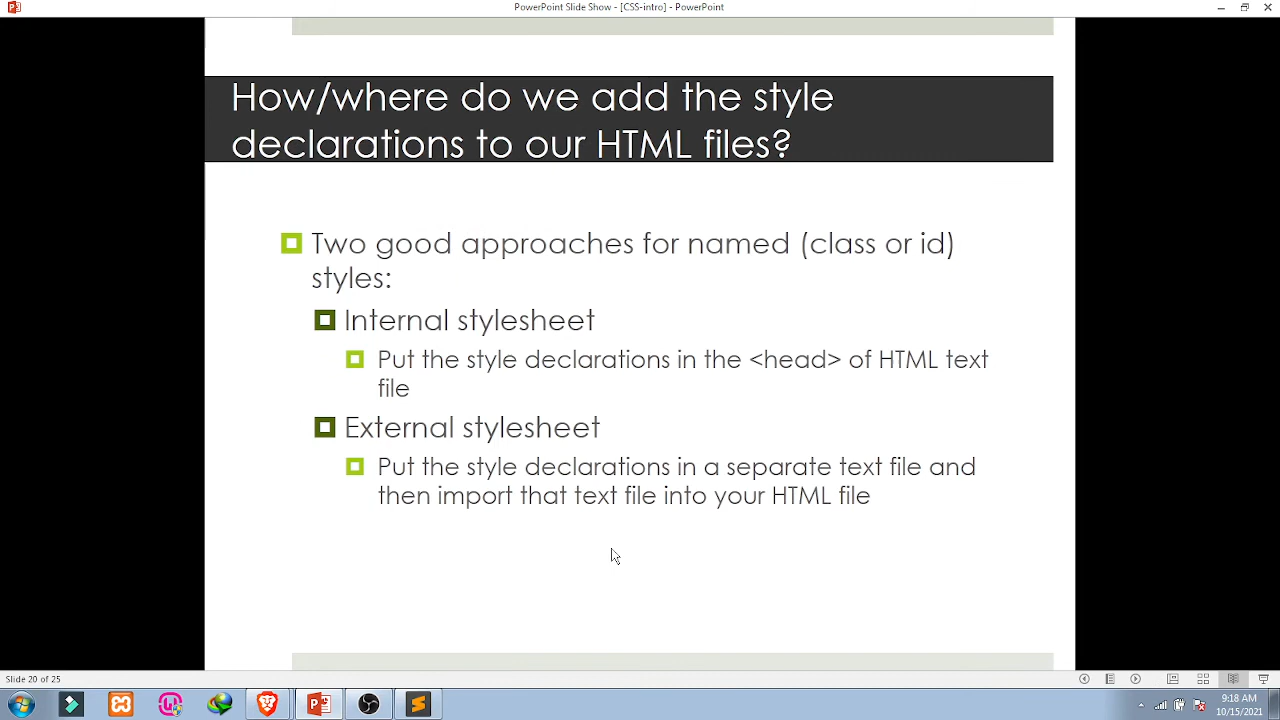 PowerPoint Slide Show - [CSS-intro] - PowerPoint
How/where do we add the style
declarations to our HTML files?
Two good approaches for named (class or id)
styles:
Internal stylesheet
Put the style declarations in the <head> of HTML text
file
External stylesheet
Put the style declarations in a separate text file and
then import that text file into your HTML file
Slide 20 of 25
9:18 AM
10/15/2021